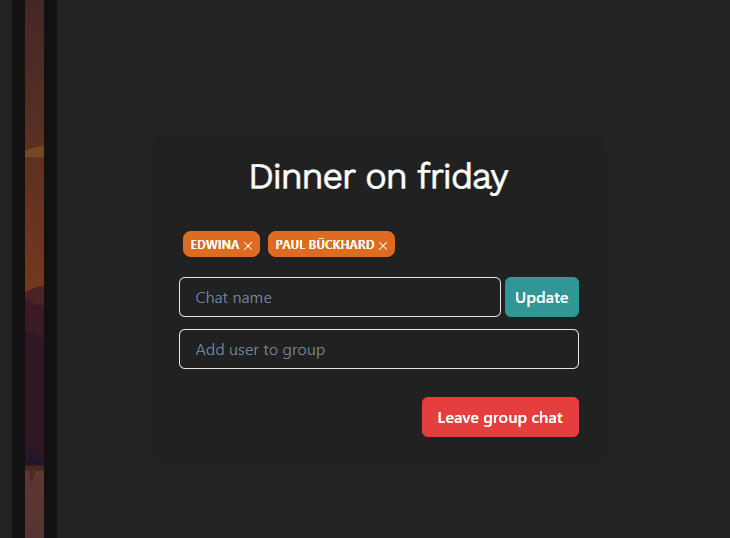 Dinner on friday
EDWINA × PAUL BÜCKHARD ×
Chat name Update
Add user to group
Leave group chat